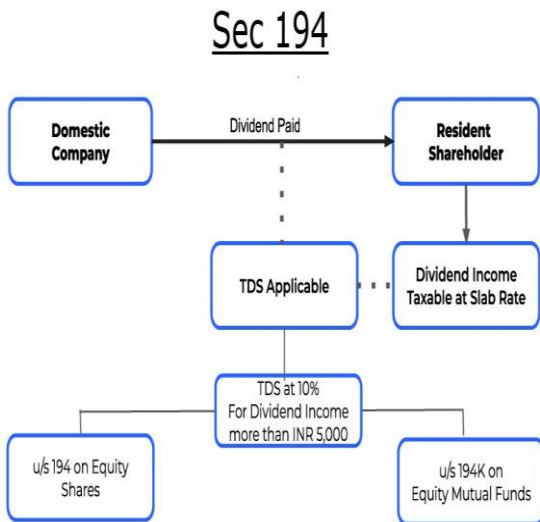 Sec 194
Domestic
Company
Dividend Paid
Resident
Shareholder
TDS Applicable
Dividend Income
Taxable at Slab Rate
TDS at 10%
For Dividend Income
more than INR 5,000
u/s 194 on Equity
Shares
u/s 194K on
Equity Mutual Funds